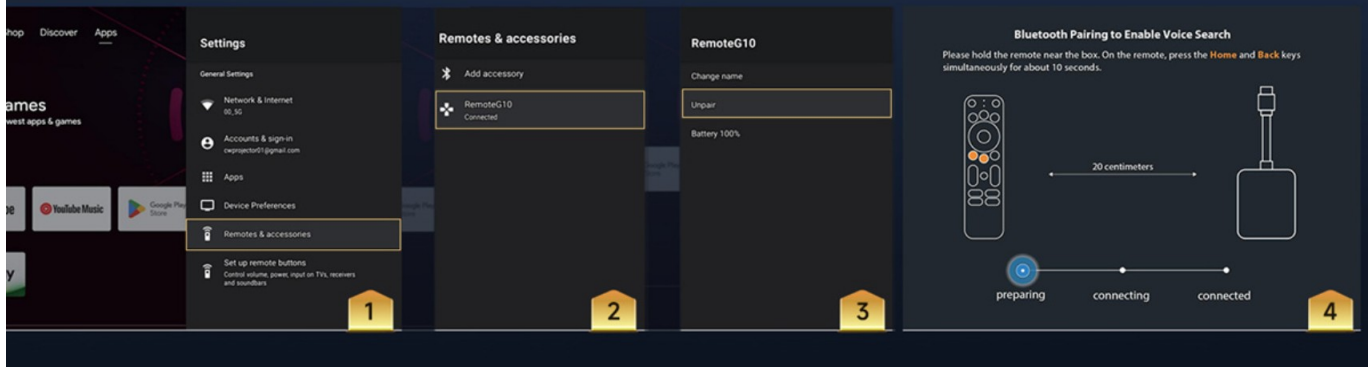 Discover
Apps
west apps & games
YouTube Music
Google Play
Store
Settings
General Settings
Network & Internet
00_5G
Accounts & sign-in
cwprojector01@gmail.com
Apps
Device Preferences
Remotes & accessories
Set up remote buttons
Control volume, power, input on TVs, receivers
and soundbars
1
Remotes & accessories
Add accessory
RemoteG10
Connected
2
RemoteG10
Change name
Unpair
Battery 100%
3
Bluetooth Pairing to Enable Voice Search
Please hold the remote near the box. On the remote, press the Home and Back keys
simultaneously for about 10 seconds.
20 centimeters
preparing
connecting
connected
4